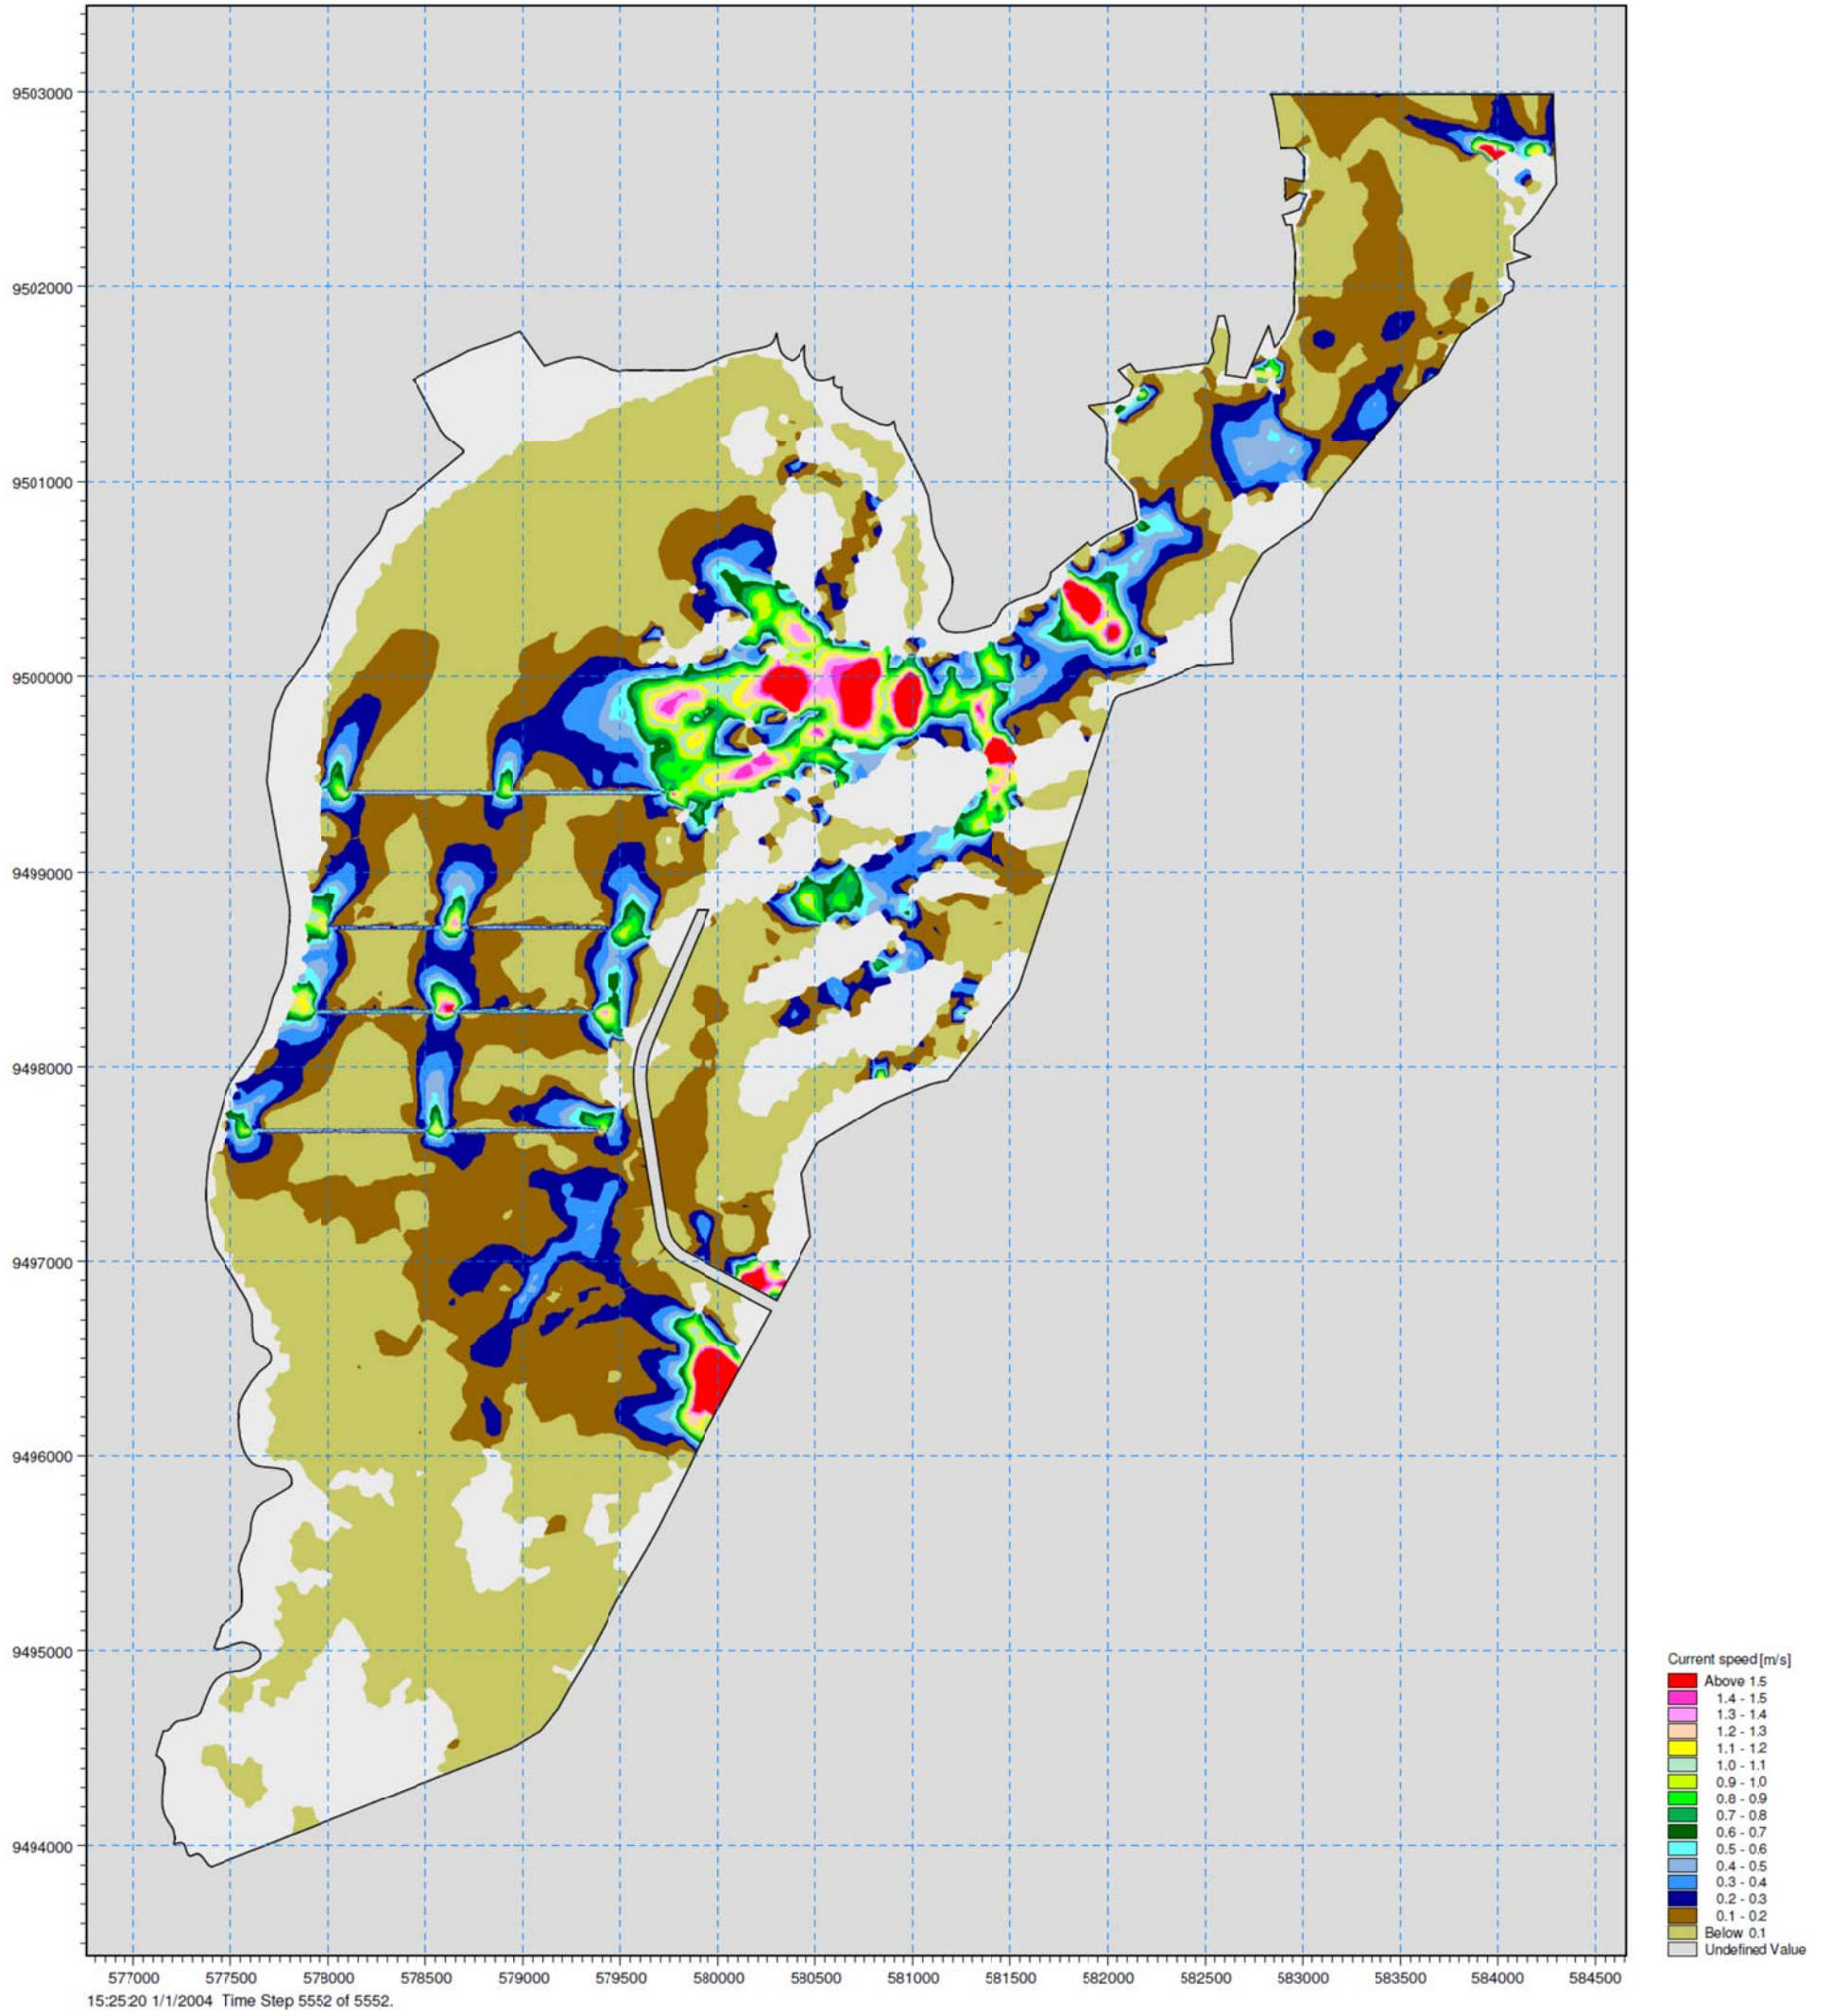 9503000
9502000
9501000
9500000
9499000
9498000
9497000
9496000
9495000
9494000
577000 577500 578000 578500 579000 579500 580000 580500 581000 581500 582000 582500 583000 583500 584000 584500
15:25:20 1/1/2004 Time Step 5552 of 5552.
Current speed [m/s]
Above 1.5
1.4 - 1.5
1.3 - 1.4
1.2 - 1.3
1.1 - 1.2
1.0 - 1.1
0.9 - 1.0
0.8 - 0.9
0.7 - 0.8
0.6 - 0.7
0.5 - 0.6
0.4 - 0.5
0.3 - 0.4
0.2 - 0.3
0.1 - 0.2
Below 0.1
Undefined Value